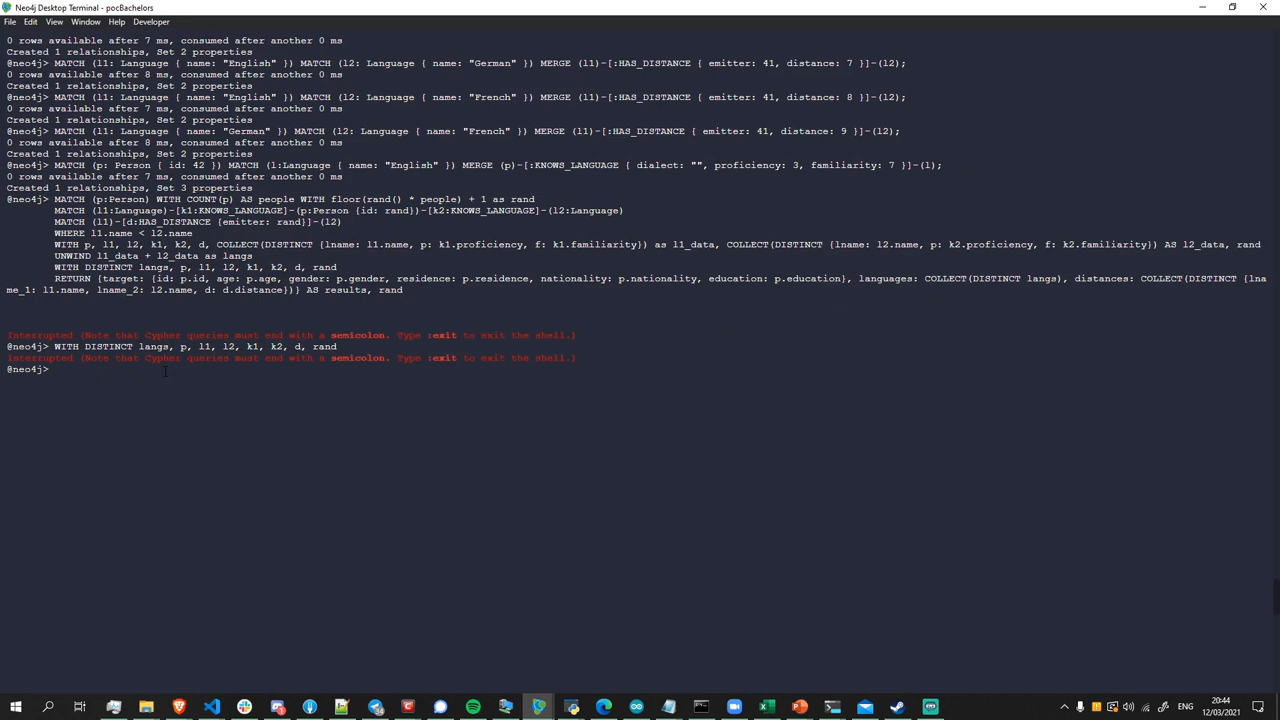 Neo4j Desktop Terminal - pocBachelors
File Edit View Window Help Developer
0 rows available after 7 ms, consumed after another 0 ms
Created 1 relationships, Set 2 properties
@neo4j> MATCH (l1: Language { name: "English" }) MATCH (l2: Language { name: "German" }) MERGE (l1)-[:HAS_DISTANCE { emitter: 41, distance: 7 }]-(l2);
0 rows available after 8 ms, consumed after another 0 ms
Created 1 relationships, Set 2 properties
@neo4j> MATCH (l1: Language { name: "English" }) MATCH (l2: Language { name: "French" }) MERGE (l1)-[:HAS_DISTANCE { emitter: 41, distance: 8 }]-(l2);
0 rows available after 7 ms, consumed after another 0 ms
Created 1 relationships, Set 2 properties
@neo4j> MATCH (l1: Language { name: "German" }) MATCH (l2: Language { name: "French" }) MERGE (l1)-[:HAS_DISTANCE { emitter: 41, distance: 9 }]-(l2);
0 rows available after 8 ms, consumed after another 0 ms
Created 1 relationships, Set 2 properties
@neo4j> MATCH (p: Person { id: 42 }) MATCH (l:Language { name: "English" }) MERGE (p)-[:KNOWS_LANGUAGE { dialect: "", proficiency: 3, familiarity: 7 }]-(l);
0 rows available after 7 ms, consumed after another 0 ms
Created 1 relationships, Set 3 properties
@neo4j> MATCH (p:Person) WITH COUNT(p) AS people WITH floor(rand() * people) + 1 as rand
MATCH (l1:Language)-[k1:KNOWS_LANGUAGE]-(p:Person {id: rand})-[k2:KNOWS_LANGUAGE]-(l2:Language)
MATCH (l1)-[d:HAS_DISTANCE {emitter: rand}]-(l2)
WHERE l1.name < l2.name
WITH p, l1, l2, k1, k2, d, COLLECT(DISTINCT {lname: l1.name, p: k1.proficiency, f: k1.familiarity}) as l1_data, COLLECT(DISTINCT {lname: l2.name, p: k2.proficiency, f: k2.familiarity}) AS l2_data, rand
UNWIND l1_data + l2_data as langs
WITH DISTINCT langs, p, l1, l2, k1, k2, d, rand
RETURN {target: {id: p.id, age: p.age, gender: p.gender, residence: p.residence, nationality: p.nationality, education: p.education}, languages: COLLECT(DISTINCT langs), distances: COLLECT(DISTINCT {lna
me_1: l1.name, lname_2: l2.name, d: d.distance})} AS results, rand
Interrupted (Note that Cypher queries must end with a semicolon. Type :exit to exit the shell.)
@neo4j> WITH DISTINCT langs, p, l1, l2, k1, k2, d, rand
Interrupted (Note that Cypher queries must end with a semicolon. Type :exit to exit the shell.)
@neo4j>
ENG
20:44
12/03/2021